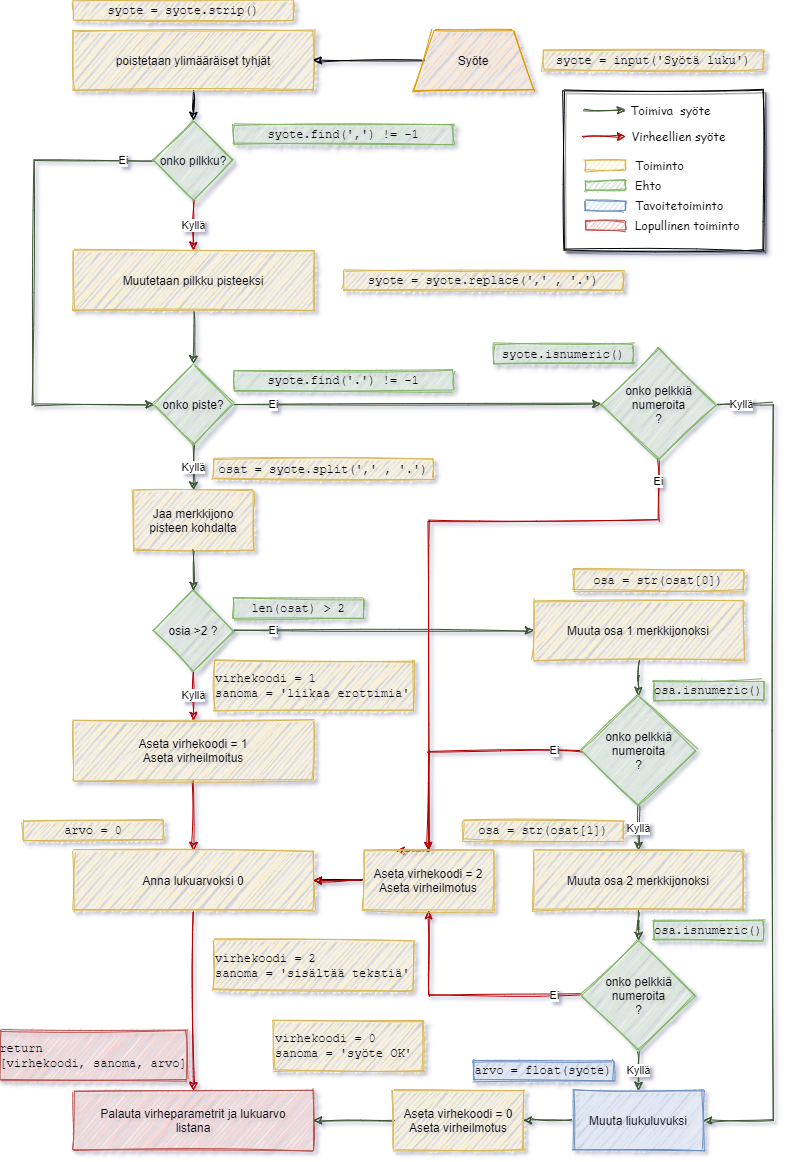 syote = syote.strip()
poistetaan ylimääräiset tyhjät
Syöte
syote = input('Syötä luku')
Toimiva syöte
Virheellien syöte
Toiminto
Ehto
Tavoitetoiminto
Lopullinen toiminto
onko pilkku?
syote.find(',') != -1
Ei
Kyllä
Muutetaan pilkku pisteeksi
syote = syote.replace(',' , '.')
onko piste?
syote.find('.') != -1
Ei
syote.isnumeric()
onko pelkkiä
numeroita
?
Kyllä
Ei
Kyllä
osat = syote.split(',' , '.')
Jaa merkkijono
pisteen kohdalta
osia >2 ?
len(osat) > 2
Ei
osa = str(osat[0])
Muuta osa 1 merkkijonoksi
Kyllä
virhekoodi = 1
sanoma = 'liikaa erottimia'
osa.isnumeric()
onko pelkkiä
numeroita
?
Ei
Kyllä
Aseta virhekoodi = 1
Aseta virheilmoitus
arvo = 0
osa = str(osat[1])
Anna lukuarvoksi 0
Aseta virhekoodi = 2
Aseta virheilmotus
Muuta osa 2 merkkijonoksi
osa.isnumeric()
virhekoodi = 2
sanoma = 'sisältää tekstiä'
onko pelkkiä
numeroita
?
Ei
Kyllä
return
[virhekoodi, sanoma, arvo]
virhekoodi = 0
sanoma = 'syöte OK'
arvo = float(syote)
Palauta virheparametrit ja lukuarvo
listana
Aseta virhekoodi = 0
Aseta virheilmotus
Muuta liukuluvuksi